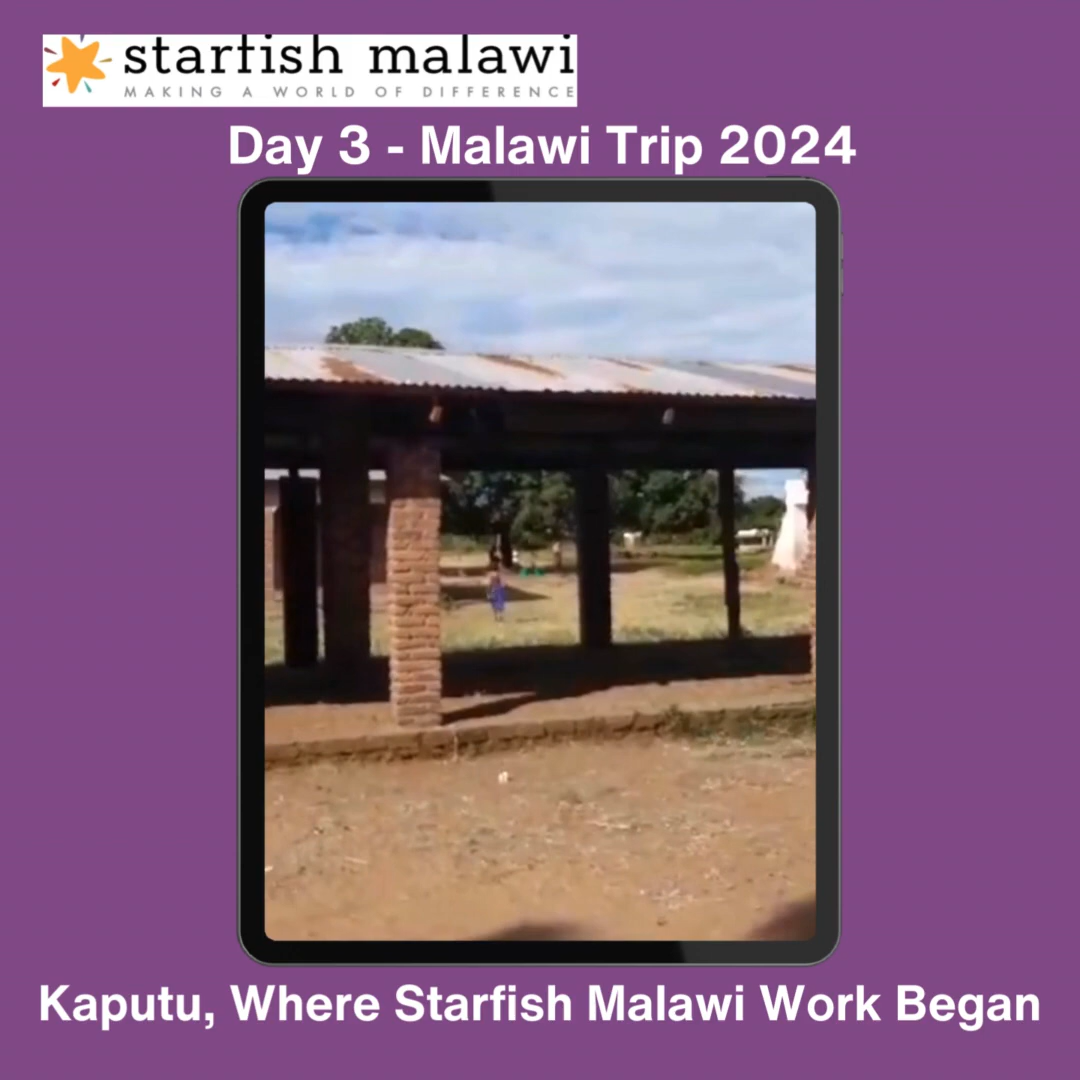 starfish malawi
MAKING A WORLD OF DIFFERENCE
Day 3 - Malawi Trip 2024
Kaputu, Where Starfish Malawi Work Began